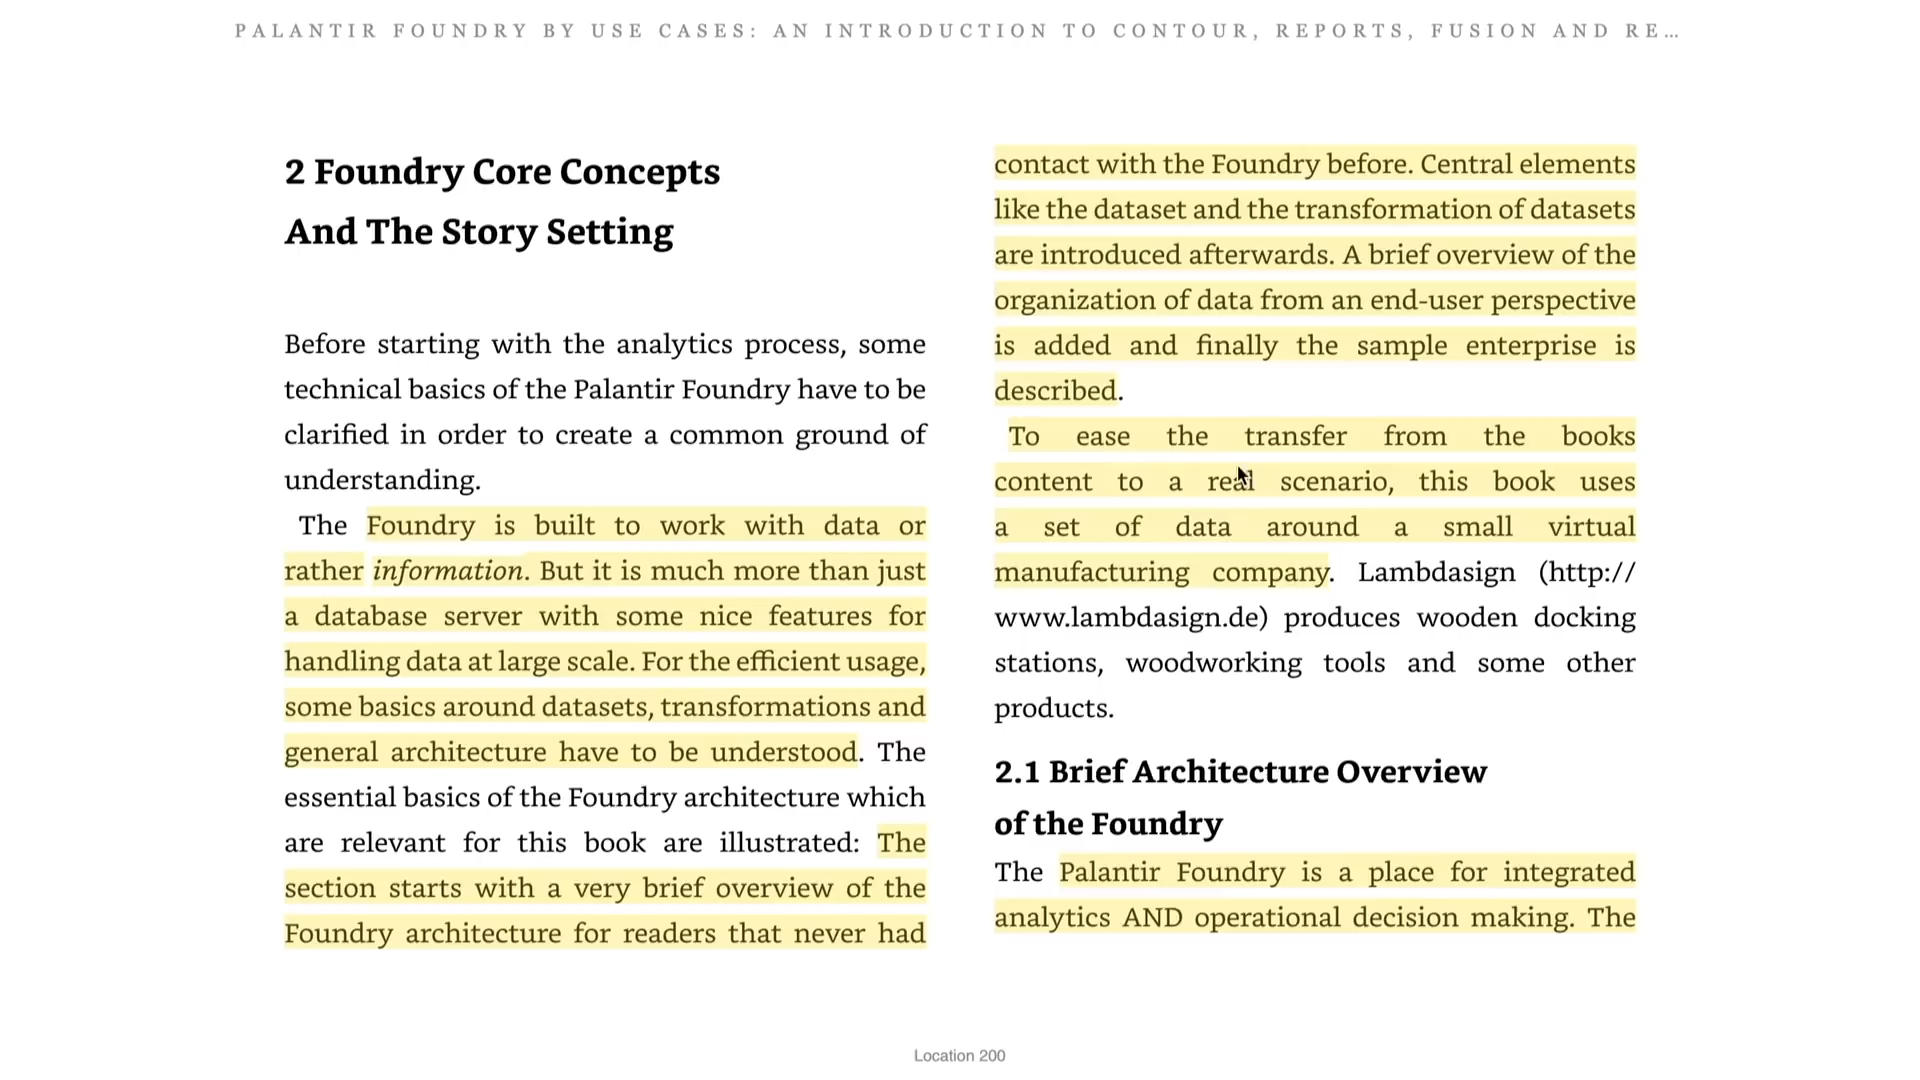 PALANTIR FOUNDRY BY USE CASES: AN INTRODUCTION TO CONTOUR, REPORTS, FUSION AND RE…
2 Foundry Core Concepts
And The Story Setting
Before starting with the analytics process, some
technical basics of the Palantir Foundry have to be
clarified in order to create a common ground of
understanding.
The Foundry is built to work with data or
rather information. But it is much more than just
a database server with some nice features for
handling data at large scale. For the efficient usage,
some basics around datasets, transformations and
general architecture have to be understood. The
essential basics of the Foundry architecture which
are relevant for this book are illustrated: The
section starts with a very brief overview of the
Foundry architecture for readers that never had
contact with the Foundry before. Central elements
like the dataset and the transformation of datasets
are introduced afterwards. A brief overview of the
organization of data from an end-user perspective
is added and finally the sample enterprise is
described.
To ease the transfer from the books
content to a real scenario, this book uses
a set of data around a small virtual
manufacturing company. Lambdasign (http://
www.lambdasign.de) produces wooden docking
stations, woodworking tools and some other
products.
2.1 Brief Architecture Overview
of the Foundry
The Palantir Foundry is a place for integrated
analytics AND operational decision making. The
Location 200